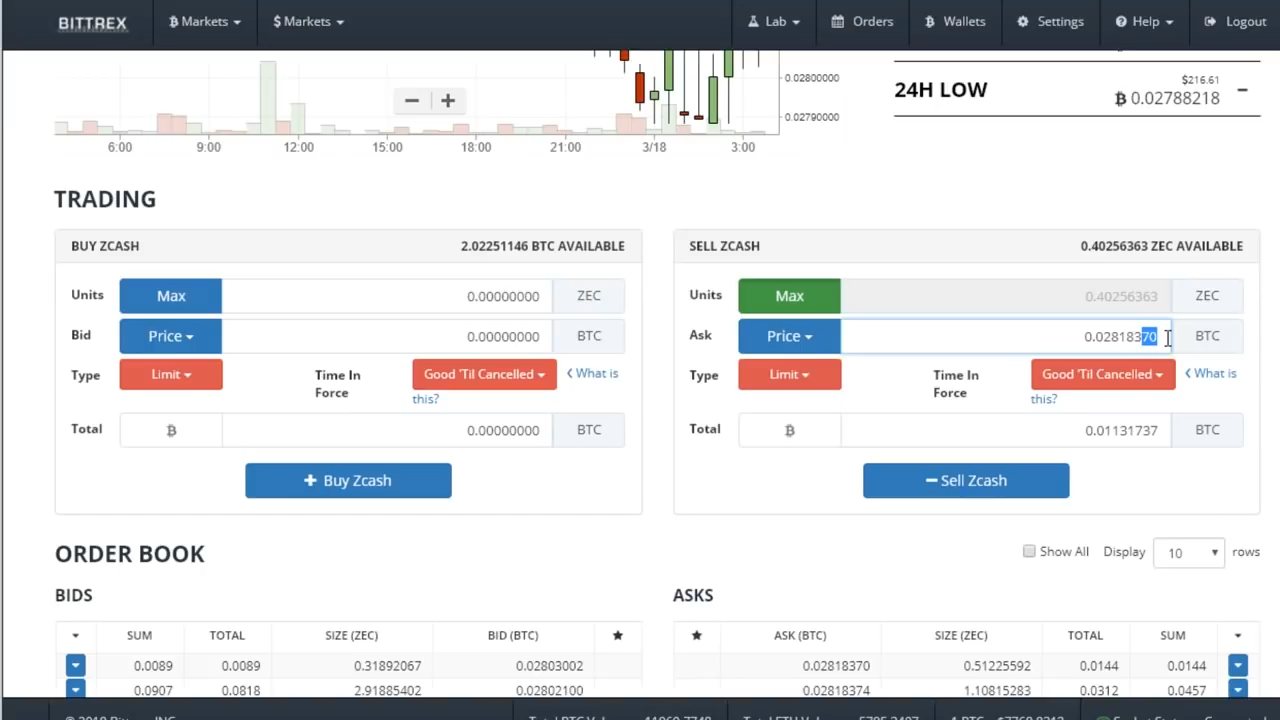 BITTREX
Ƀ Markets
$ Markets
Lab
Orders
Ƀ Wallets
Settings
Help
Logout
0.02800000
0.02790000
6:00 9:00 12:00 15:00 18:00 21:00 3/18 3:00
24H LOW
$216.61
Ƀ 0.02788218
TRADING
BUY ZCASH 2.02251146 BTC AVAILABLE
Units Max 0.00000000 ZEC
Bid Price 0.00000000 BTC
Type Limit Time In Force Good 'Til Cancelled What is this?
Total Ƀ 0.00000000 BTC
+ Buy Zcash
SELL ZCASH 0.40256363 ZEC AVAILABLE
Units Max 0.40256363 ZEC
Ask Price 0.02818370 BTC
Type Limit Time In Force Good 'Til Cancelled What is this?
Total Ƀ 0.01131737 BTC
− Sell Zcash
ORDER BOOK
Show All Display 10 rows
BIDS
SUM TOTAL SIZE (ZEC) BID (BTC)
0.0089 0.0089 0.31892067 0.02803002
0.0907 0.0818 2.91885402 0.02802100
ASKS
ASK (BTC) SIZE (ZEC) TOTAL SUM
0.02818370 0.51225592 0.0144 0.0144
0.02818374 1.10815283 0.0312 0.0457